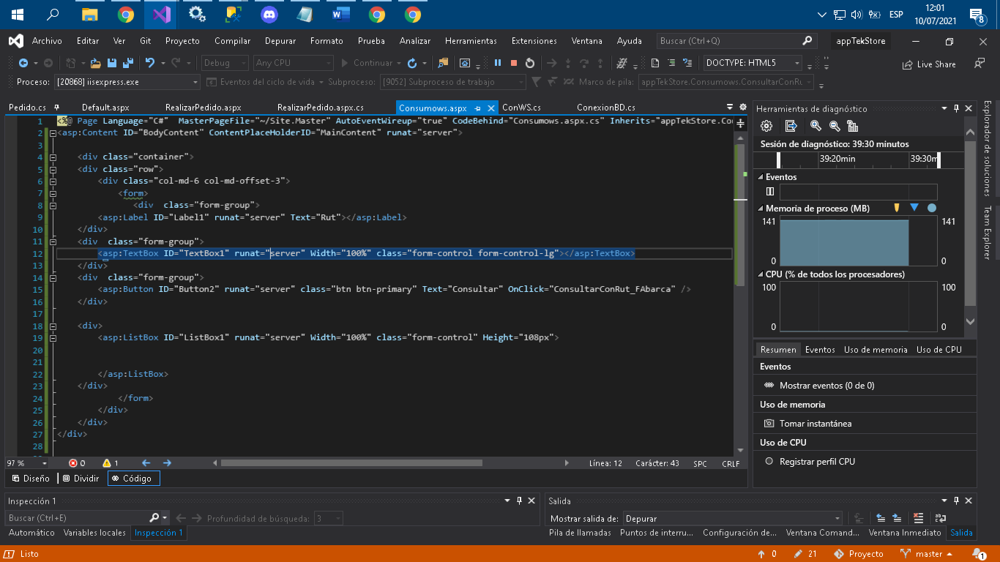 ESP
12:01
10/07/2021
8
Archivo Editar Ver Git Proyecto Compilar Depurar Formato Prueba Analizar Herramientas Extensiones Ventana Ayuda Buscar (Ctrl+Q) appTekStore
Debug Any CPU Continuar DOCTYPE: HTML5 Live Share
Proceso: [20868] iisexpress.exe Eventos del ciclo de vida Subproceso: [9052] Subproceso de trabajo Marco de pila: appTekStore.Consumows.ConsultarConRu
Pedido.cs Default.aspx RealizarPedido.aspx RealizarPedido.aspx.cs Consumows.aspx ConWS.cs ConexionBD.cs
1 <%@ Page Language="C#" MasterPageFile="~/Site.Master" AutoEventWireup="true" CodeBehind="Consumows.aspx.cs" Inherits="appTekStore.Co
2 <asp:Content ID="BodyContent" ContentPlaceHolderID="MainContent" runat="server">
3
4 <div class="container">
5 <div class="row">
6 <div class="col-md-6 col-md-offset-3">
7 <form>
8 <div  class="form-group">
9 <asp:Label ID="Label1" runat="server" Text="Rut"></asp:Label>
10 </div>
11 <div  class="form-group">
12 <asp:TextBox ID="TextBox1" runat="server" Width="100%" class="form-control form-control-lg"></asp:TextBox>
13 </div>
14 <div  class="form-group">
15 <asp:Button ID="Button2" runat="server" class="btn btn-primary" Text="Consultar" OnClick="ConsultarConRut_FAbarca" />
16 </div>
17
18 <div>
19 <asp:ListBox ID="ListBox1" runat="server" Width="100%" class="form-control" Height="108px">
20
21
22 </asp:ListBox>
23 </div>
24 </form>
25 </div>
26 </div>
27 </div>
28
97 % 0 1 Línea: 12 Carácter: 43 SPC CRLF
Diseño Dividir Código
Herramientas de diagnóstico
Sesión de diagnóstico: 39:30 minutos
39:20min 39:30m
Eventos
Memoria de proceso (MB)
141 141
0 0
CPU (% de todos los procesadores)
100 100
0 0
Resumen Eventos Uso de memoria Uso de CPU
Eventos
Mostrar eventos (0 de 0)
Uso de memoria
Tomar instantánea
Uso de CPU
Registrar perfil CPU
Explorador de soluciones
Team Explorer
Inspección 1
Buscar (Ctrl+E) Profundidad de búsqueda: 3
Automático Variables locales Inspección 1
Salida
Mostrar salida de: Depurar
Pila de llamadas Puntos de interru... Configuración de... Ventana Comand... Ventana Inmediato Salida
Listo 0 21 Proyecto master 1